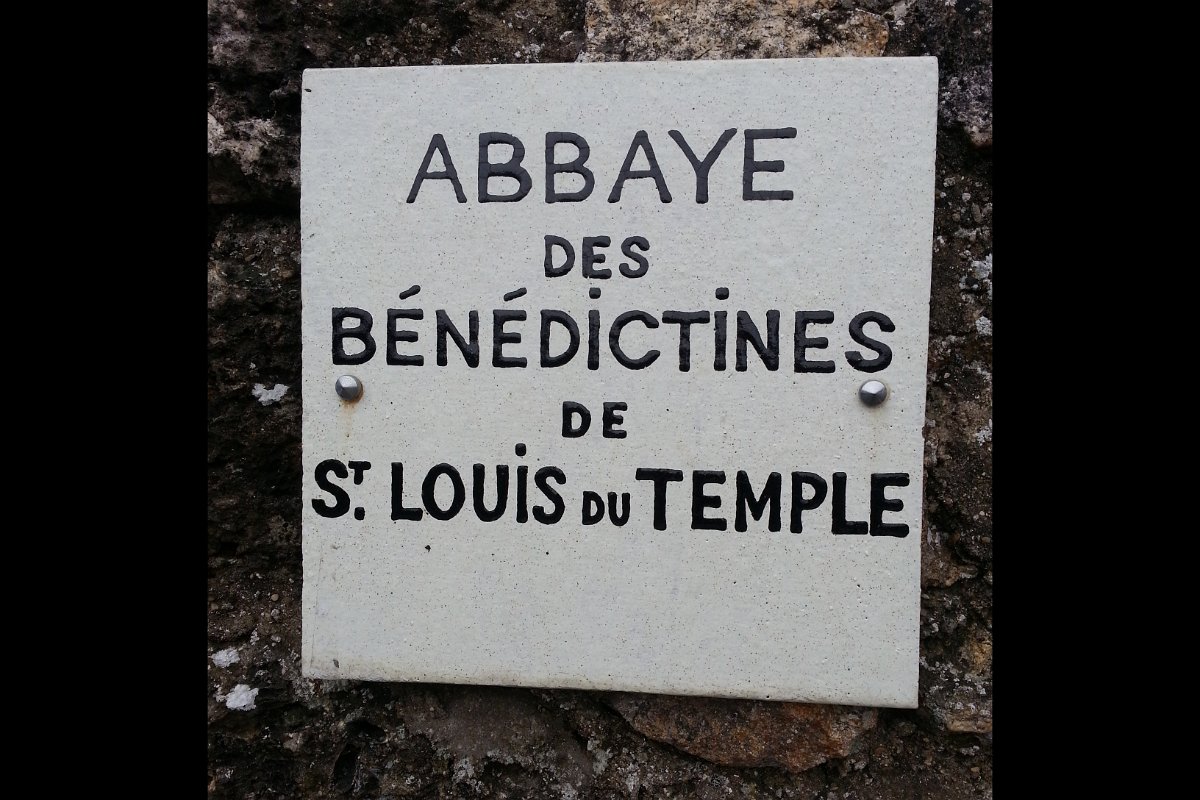 ABBAYE
DES
BÉNÉDICTINES
DE
ST. LOUIS DU TEMPLE